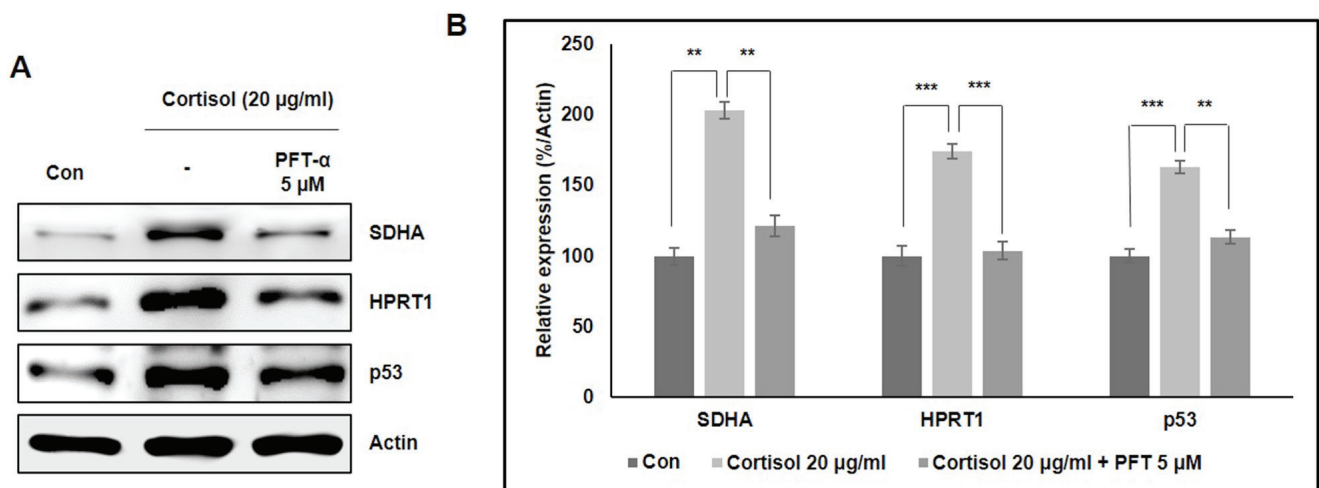 A
Cortisol (20 µg/ml)
Con
-
PFT-α
5 µM
SDHA
HPRT1
p53
Actin
B
Relative expression (%/Actin)
250
200
150
100
50
0
** **
*** ***
*** **
SDHA HPRT1 p53
Con Cortisol 20 µg/ml Cortisol 20 µg/ml + PFT 5 µM